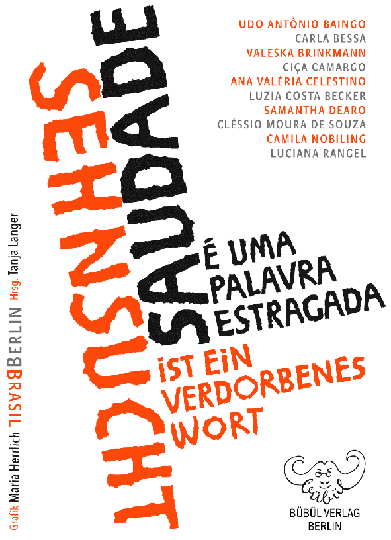 UDO ANTÔNIO BAINGO
CARLA BESSA
VALESKA BRINKMANN
CIÇA CAMARGO
ANA VALÉRIA CELESTINO
LUZIA COSTA BECKER
SAMANTHA DEARO
CLÉSSIO MOURA DE SOUZA
CAMILA NOBILING
LUCIANA RANGEL
SAUDADE
É UMA
PALAVRA
ESTRAGADA
SEHNSUCHT
iST EiN
VERDORBENES
WORT
Grafik Maria Herrlich BRASILBERLIN Hrsg. Tanja Langer
bübül
BÜBÜL VERLAG
BERLIN